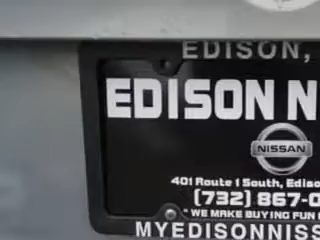 EDISON,
EDISON N
NISSAN
401 Route 1 South, Ediso
(732) 867-0
"WE MAKE BUYING FUN
MYEDISONNISS